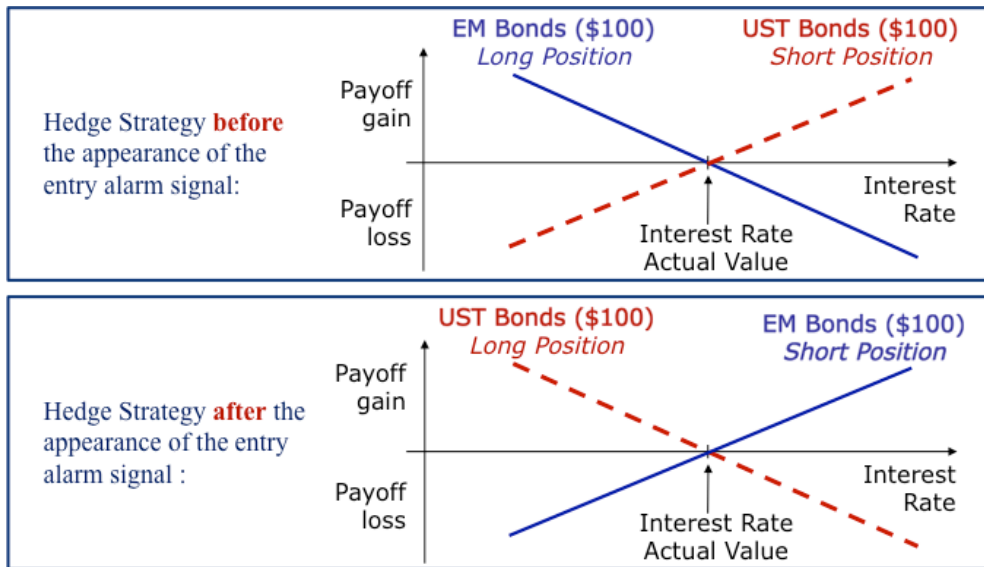 EM Bonds ($100)
Long Position
UST Bonds ($100)
Short Position
Payoff
gain
Hedge Strategy before
the appearance of the
entry alarm signal:
Payoff
loss
Interest
Rate
Interest Rate
Actual Value
UST Bonds ($100)
Long Position
EM Bonds ($100)
Short Position
Payoff
gain
Hedge Strategy after the
appearance of the entry
alarm signal :
Payoff
loss
Interest
Rate
Interest Rate
Actual Value